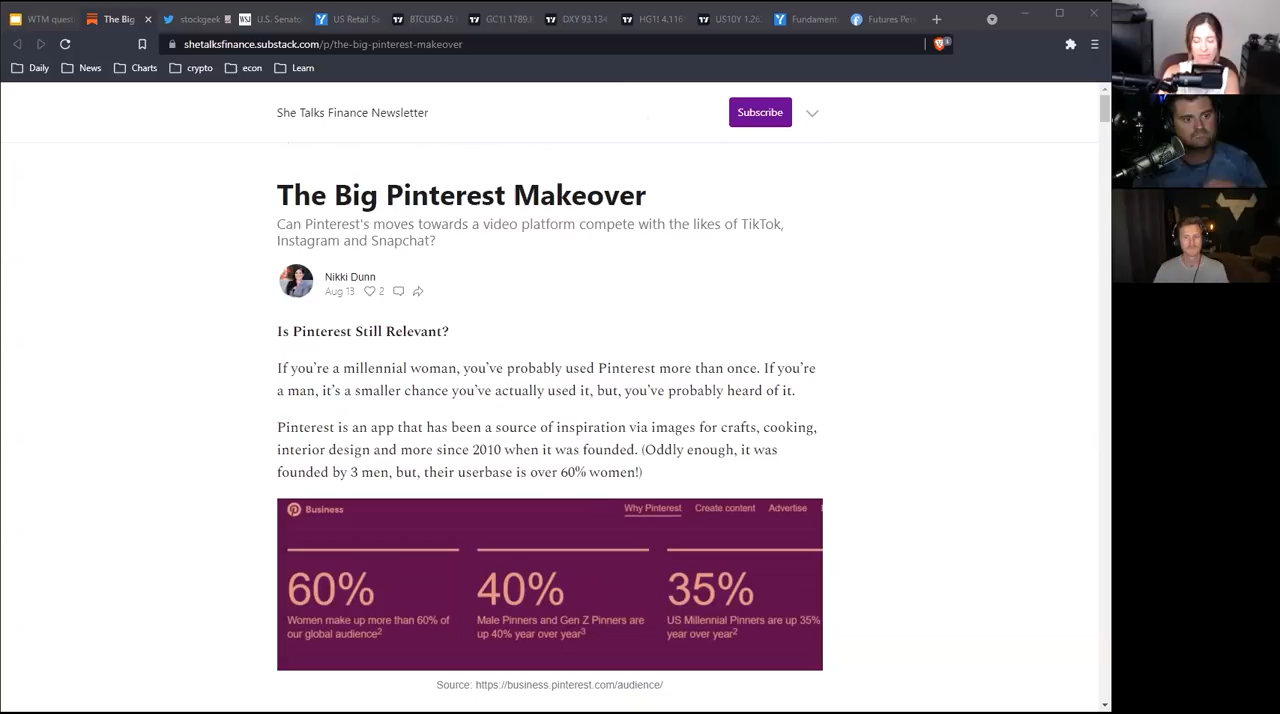 WTM quest
The Big
stockgeek
U.S. Senato
US Retail Sa
BTCUSD 451
GC1! 1789.8
DXY 93.134
HG1! 4.116
US10Y 1.26
Fundament
Futures Per
shetalksfinance.substack.com/p/the-big-pinterest-makeover
Daily News Charts crypto econ Learn
She Talks Finance Newsletter
Subscribe
The Big Pinterest Makeover
Can Pinterest's moves towards a video platform compete with the likes of TikTok,
Instagram and Snapchat?
Nikki Dunn
Aug 13 2
Is Pinterest Still Relevant?
If you're a millennial woman, you've probably used Pinterest more than once. If you're
a man, it's a smaller chance you've actually used it, but, you've probably heard of it.
Pinterest is an app that has been a source of inspiration via images for crafts, cooking,
interior design and more since 2010 when it was founded. (Oddly enough, it was
founded by 3 men, but, their userbase is over 60% women!)
Business
Why Pinterest Create content Advertise
60% 40% 35%
Women make up more than 60% of
our global audience2
Male Pinners and Gen Z Pinners are
up 40% year over year3
US Millennial Pinners are up 35%
year over year2
Source: https://business.pinterest.com/audience/